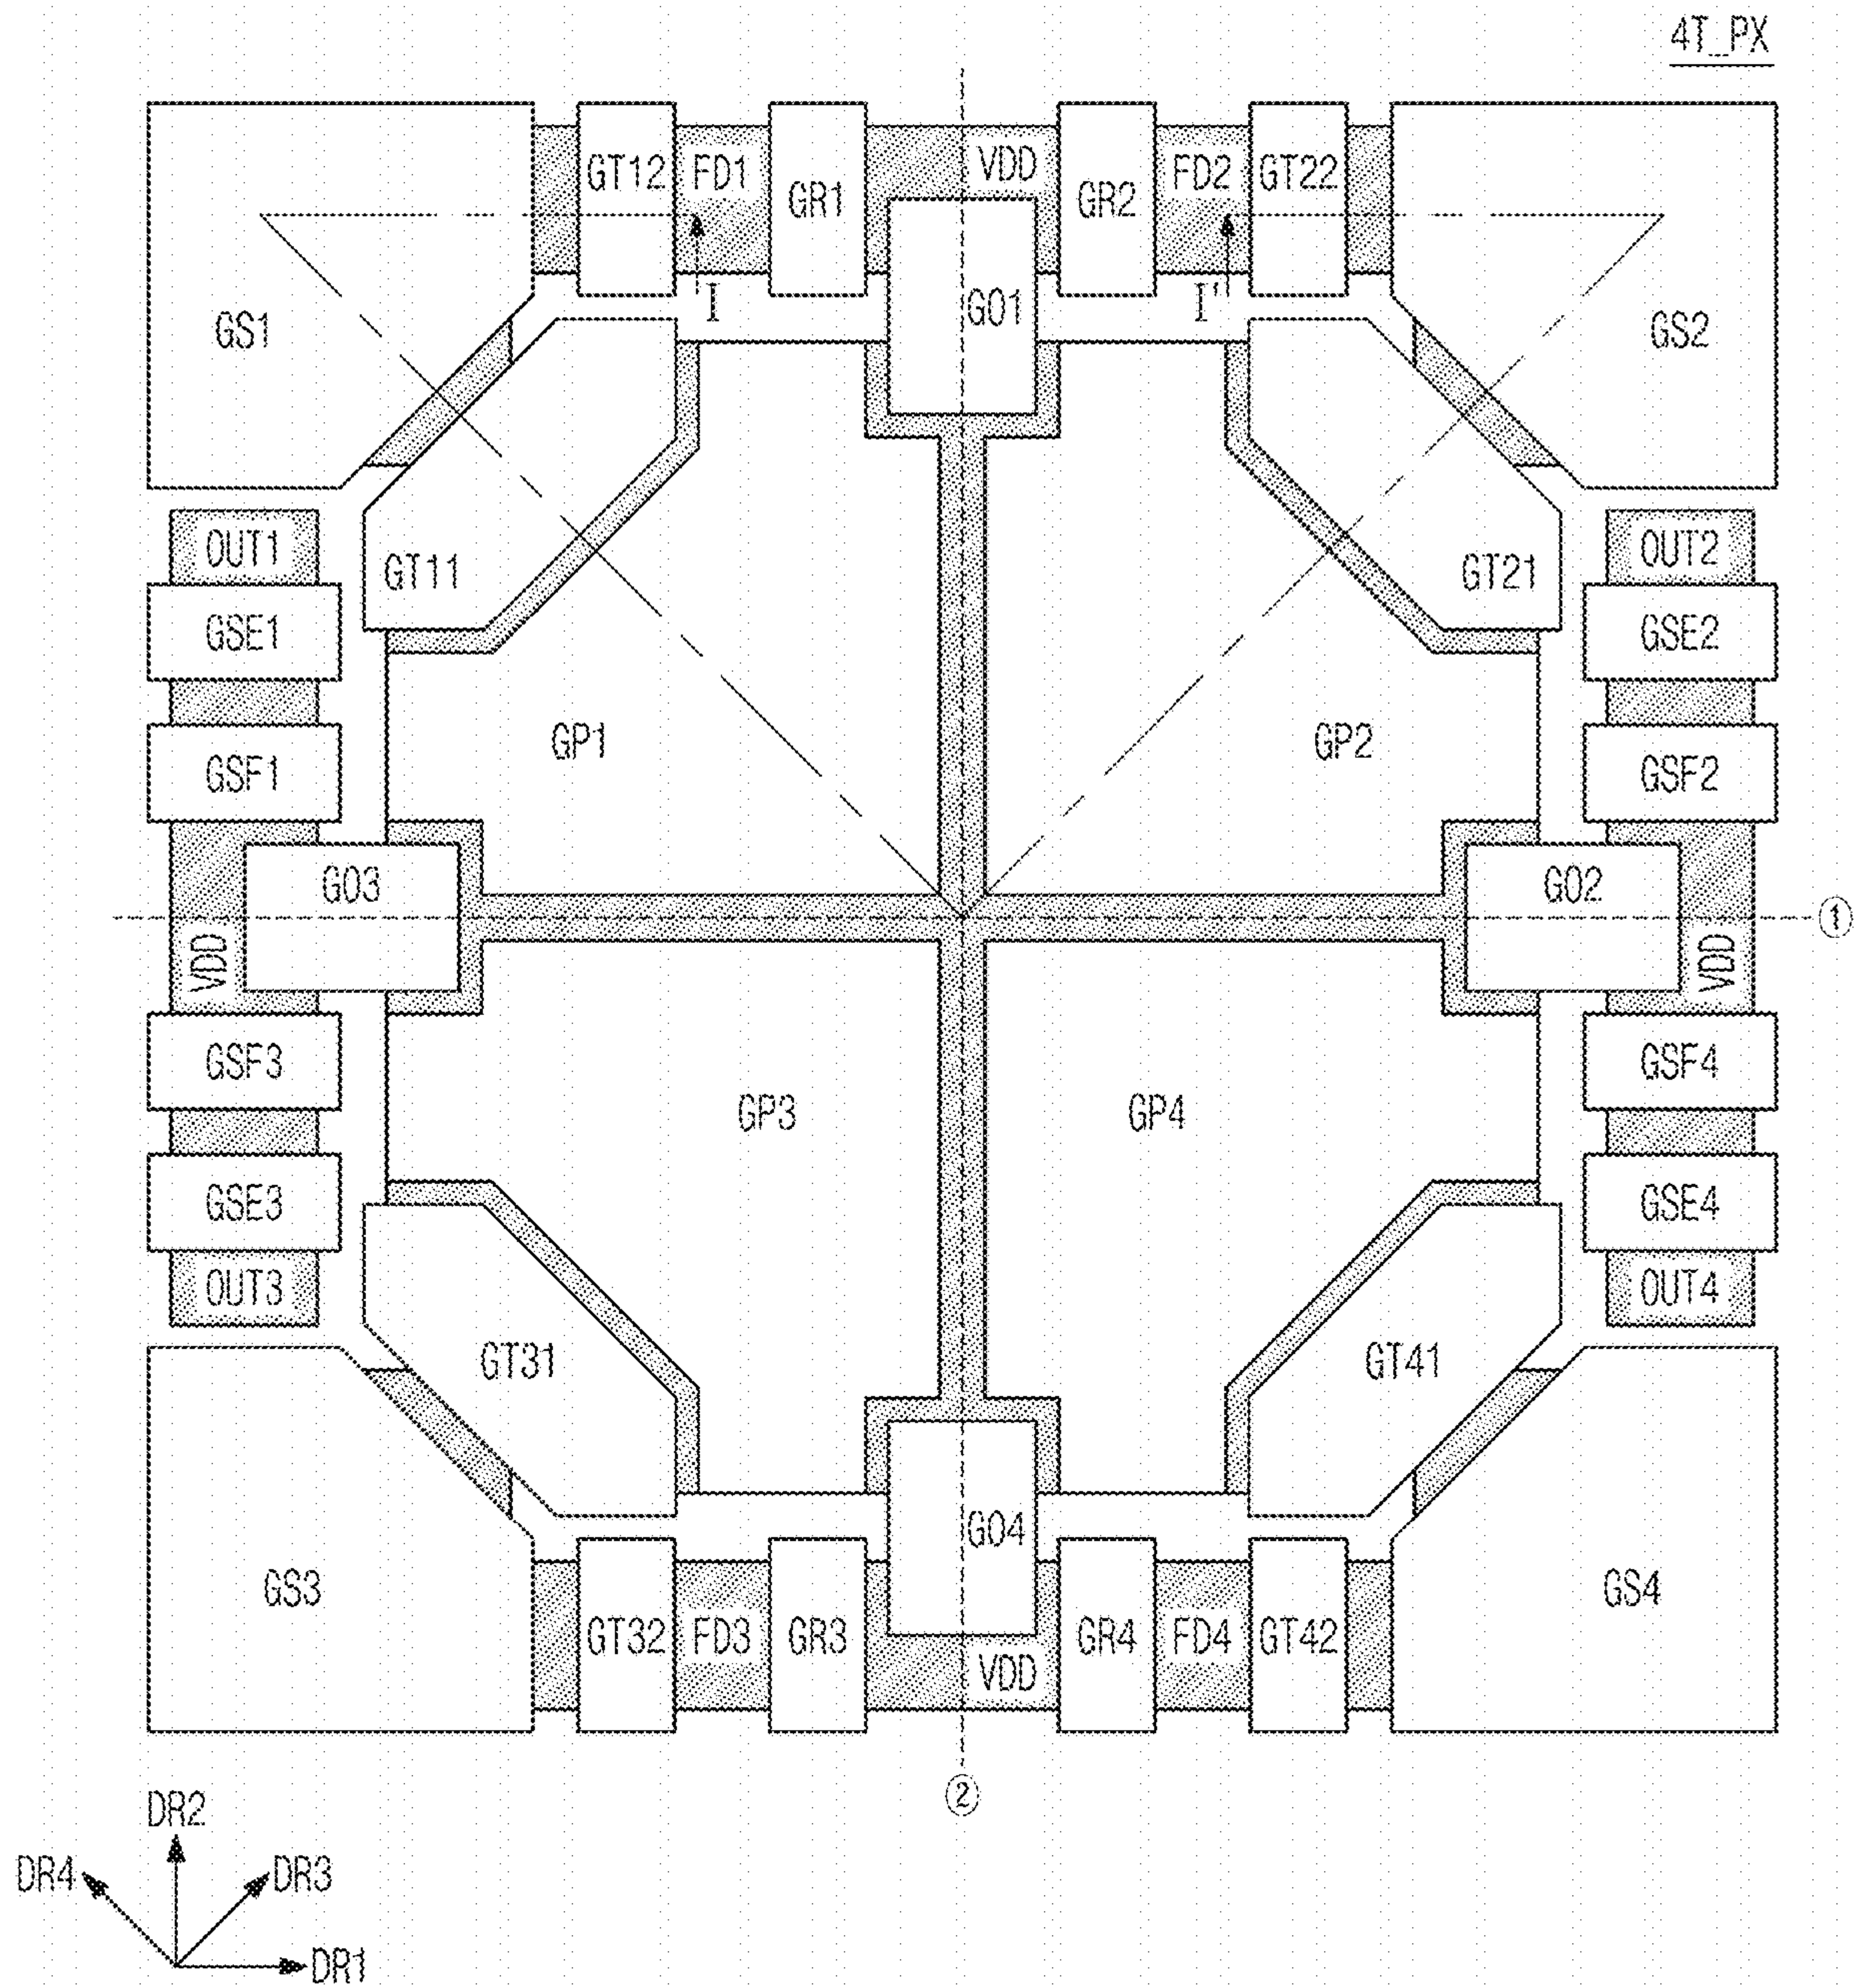 4T_PX
GT12 FD1 GR1 VDD GR2 FD2 GT22
I I'
GS1 GO1 GS2
OUT1 GT11 GT21 OUT2
GSE1 GSE2
GSF1 GP1 GP2 GSF2
GO3 GO2
①
VDD VDD
GSF3 GP3 GP4 GSF4
GSE3 GSE4
OUT3 OUT4
GT31 GT41
GS3 GO4 GS4
GT32 FD3 GR3 VDD GR4 FD4 GT42
②
DR2
DR4 DR3
DR1